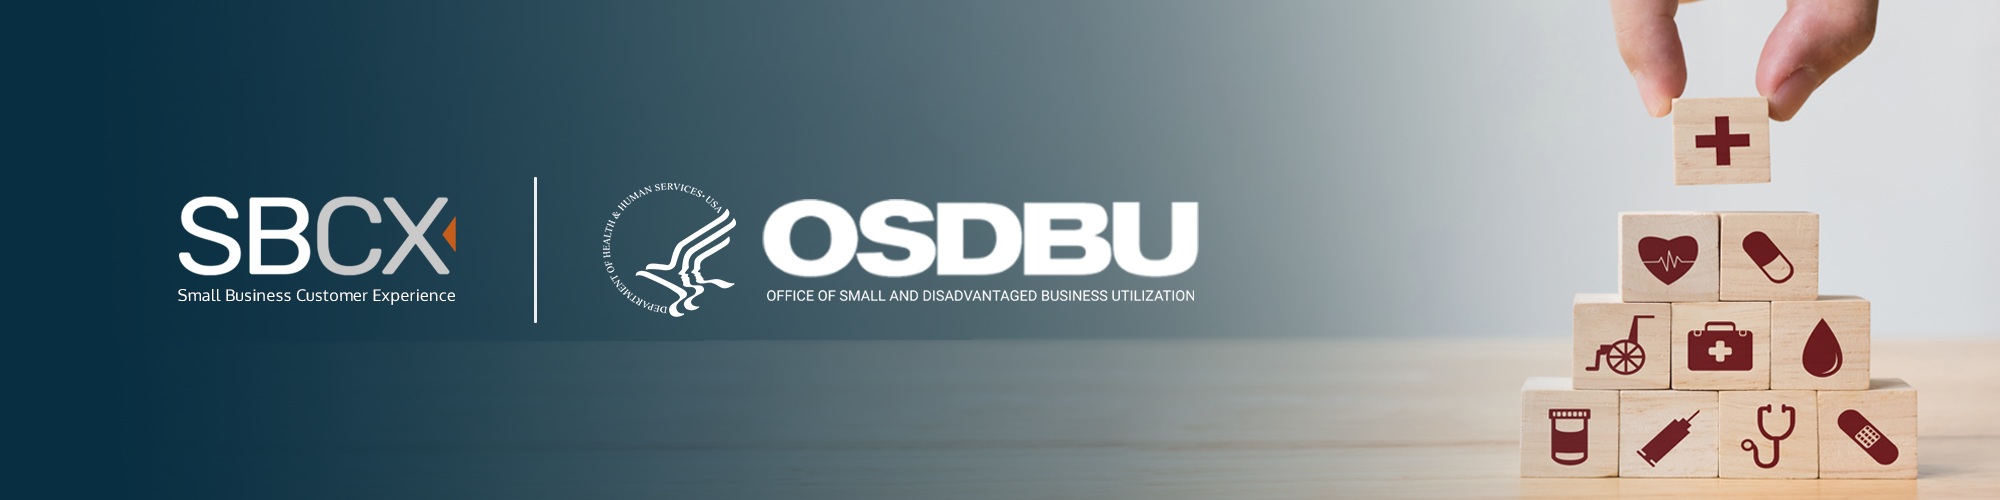 SBCX
Small Business Customer Experience
DEPARTMENT OF HEALTH & HUMAN SERVICES • USA
OSDBU
OFFICE OF SMALL AND DISADVANTAGED BUSINESS UTILIZATION